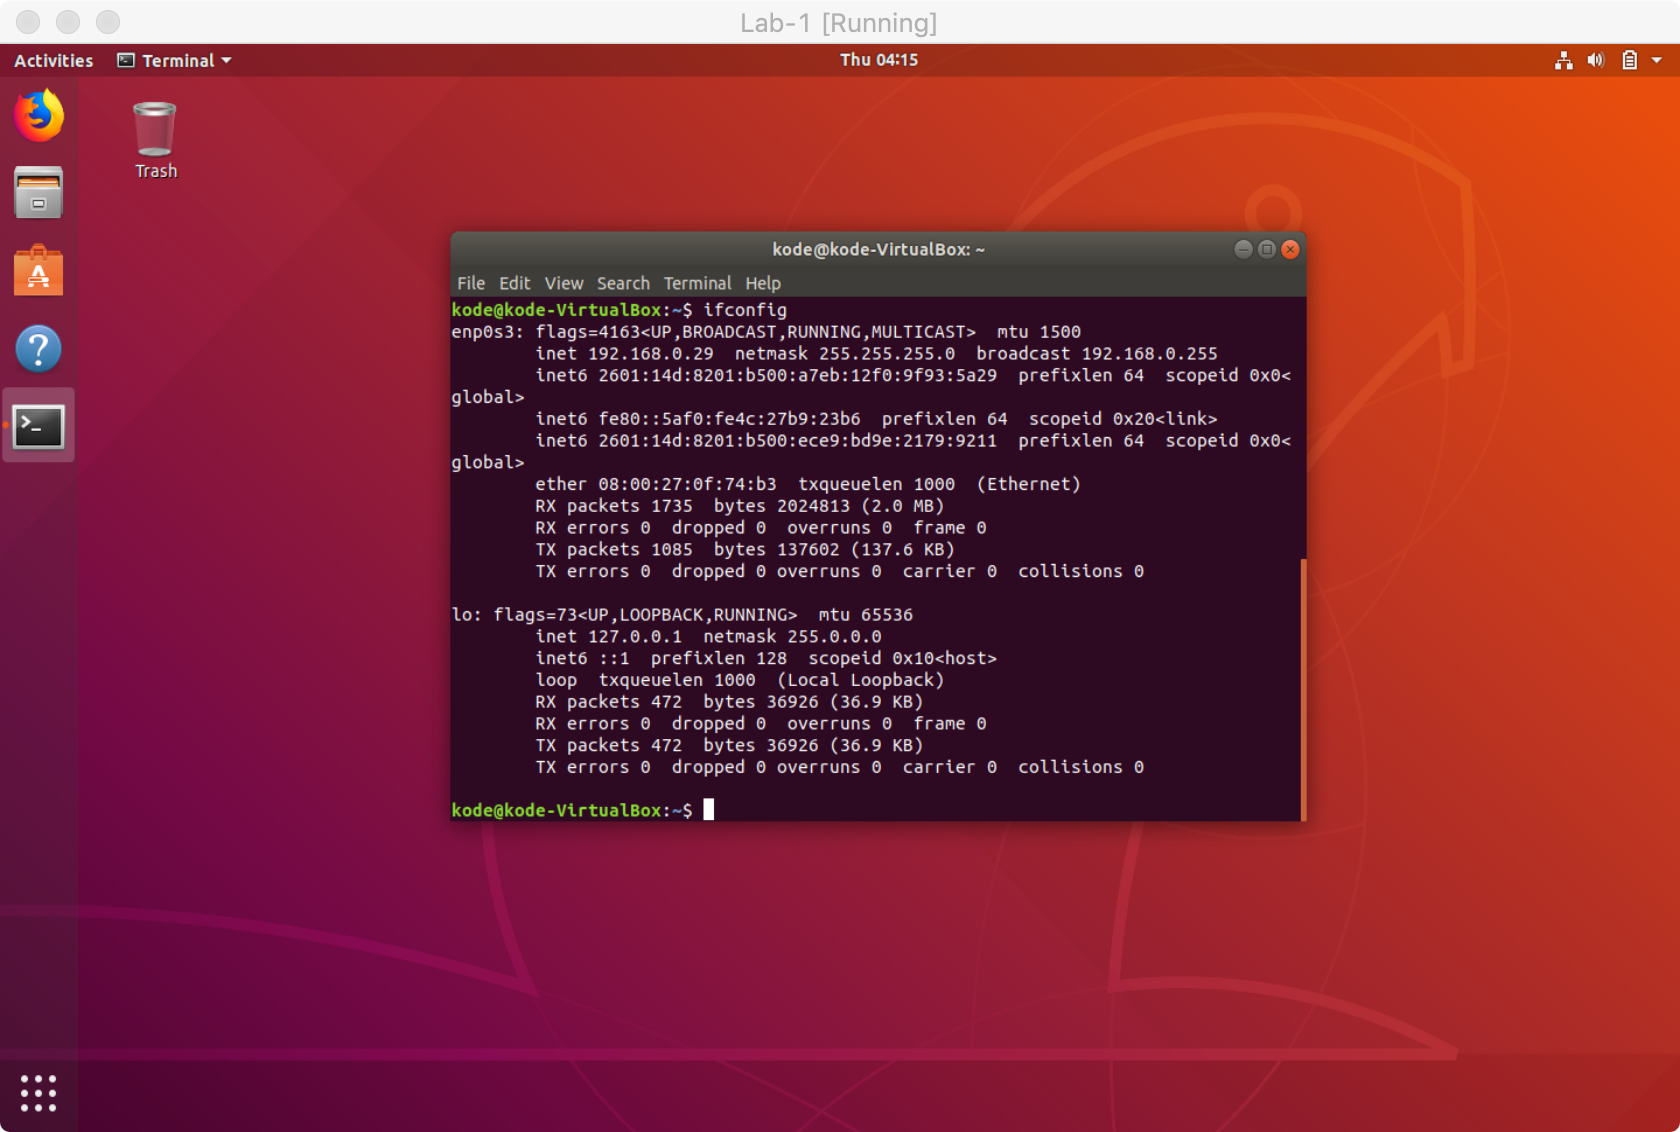 Lab-1 [Running]
Activities Terminal Thu 04:15
Trash
kode@kode-VirtualBox: ~
File Edit View Search Terminal Help
kode@kode-VirtualBox:~$ ifconfig
enp0s3: flags=4163<UP,BROADCAST,RUNNING,MULTICAST>  mtu 1500
        inet 192.168.0.29  netmask 255.255.255.0  broadcast 192.168.0.255
        inet6 2601:14d:8201:b500:a7eb:12f0:9f93:5a29  prefixlen 64  scopeid 0x0<
global>
        inet6 fe80::5af0:fe4c:27b9:23b6  prefixlen 64  scopeid 0x20<link>
        inet6 2601:14d:8201:b500:ece9:bd9e:2179:9211  prefixlen 64  scopeid 0x0<
global>
        ether 08:00:27:0f:74:b3  txqueuelen 1000  (Ethernet)
        RX packets 1735  bytes 2024813 (2.0 MB)
        RX errors 0  dropped 0  overruns 0  frame 0
        TX packets 1085  bytes 137602 (137.6 KB)
        TX errors 0  dropped 0 overruns 0  carrier 0  collisions 0
lo: flags=73<UP,LOOPBACK,RUNNING>  mtu 65536
        inet 127.0.0.1  netmask 255.0.0.0
        inet6 ::1  prefixlen 128  scopeid 0x10<host>
        loop  txqueuelen 1000  (Local Loopback)
        RX packets 472  bytes 36926 (36.9 KB)
        RX errors 0  dropped 0  overruns 0  frame 0
        TX packets 472  bytes 36926 (36.9 KB)
        TX errors 0  dropped 0 overruns 0  carrier 0  collisions 0
kode@kode-VirtualBox:~$